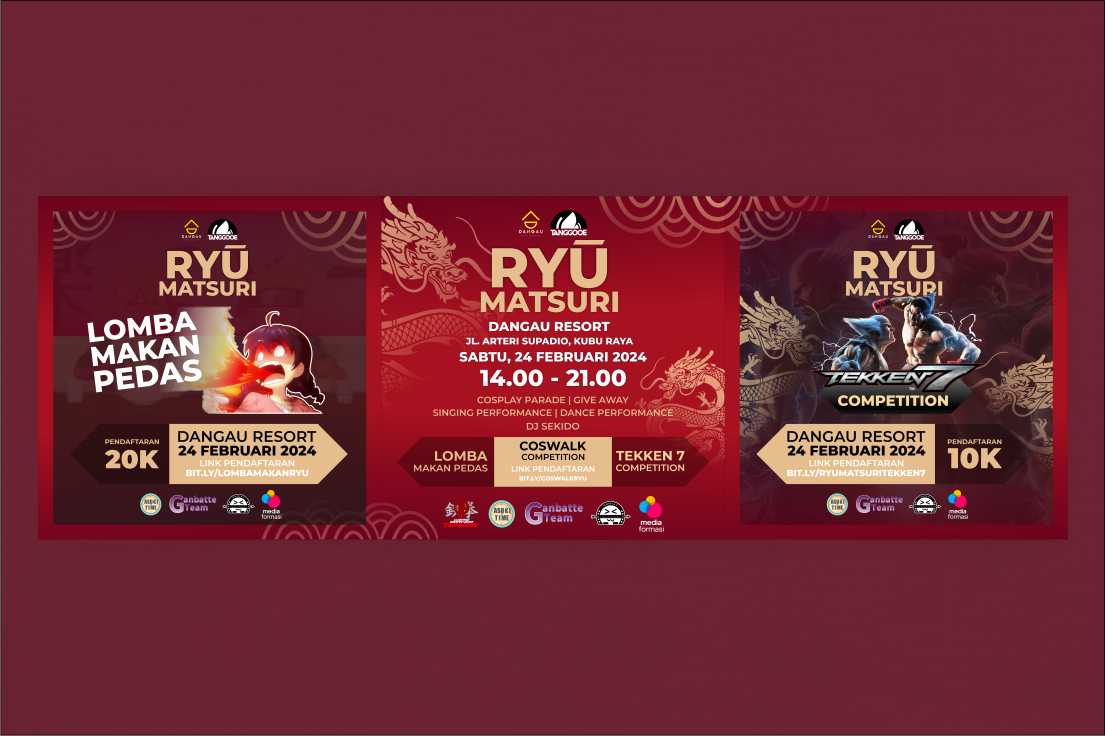 DANGAU
TANGGOOE
RYŪ
MATSURI
LOMBA
MAKAN
PEDAS
PENDAFTARAN
20K
DANGAU RESORT
24 FEBRUARI 2024
LINK PENDAFTARAN
BIT.LY/LOMBAMAKANRYU
ASOKI
TIME
Ganbatte
Team
media
formasi
DANGAU
TANGGOOE
RYŪ
MATSURI
DANGAU RESORT
JL. ARTERI SUPADIO, KUBU RAYA
SABTU, 24 FEBRUARI 2024
14.00 - 21.00
COSPLAY PARADE | GIVE AWAY
SINGING PERFORMANCE | DANCE PERFORMANCE
DJ SEKIDO
LOMBA
MAKAN PEDAS
COSWALK
COMPETITION
LINK PENDAFTARAN
BIT.LY/COSWALKRYU
TEKKEN 7
COMPETITION
ASOKI
TIME
Ganbatte
Team
media
formasi
DANGAU
TANGGOOE
RYŪ
MATSURI
TEKKEN 7
COMPETITION
DANGAU RESORT
24 FEBRUARI 2024
LINK PENDAFTARAN
BIT.LY/RYUMATSURITEKKEN7
PENDAFTARAN
10K
ASOKI
TIME
Ganbatte
Team
media
formasi